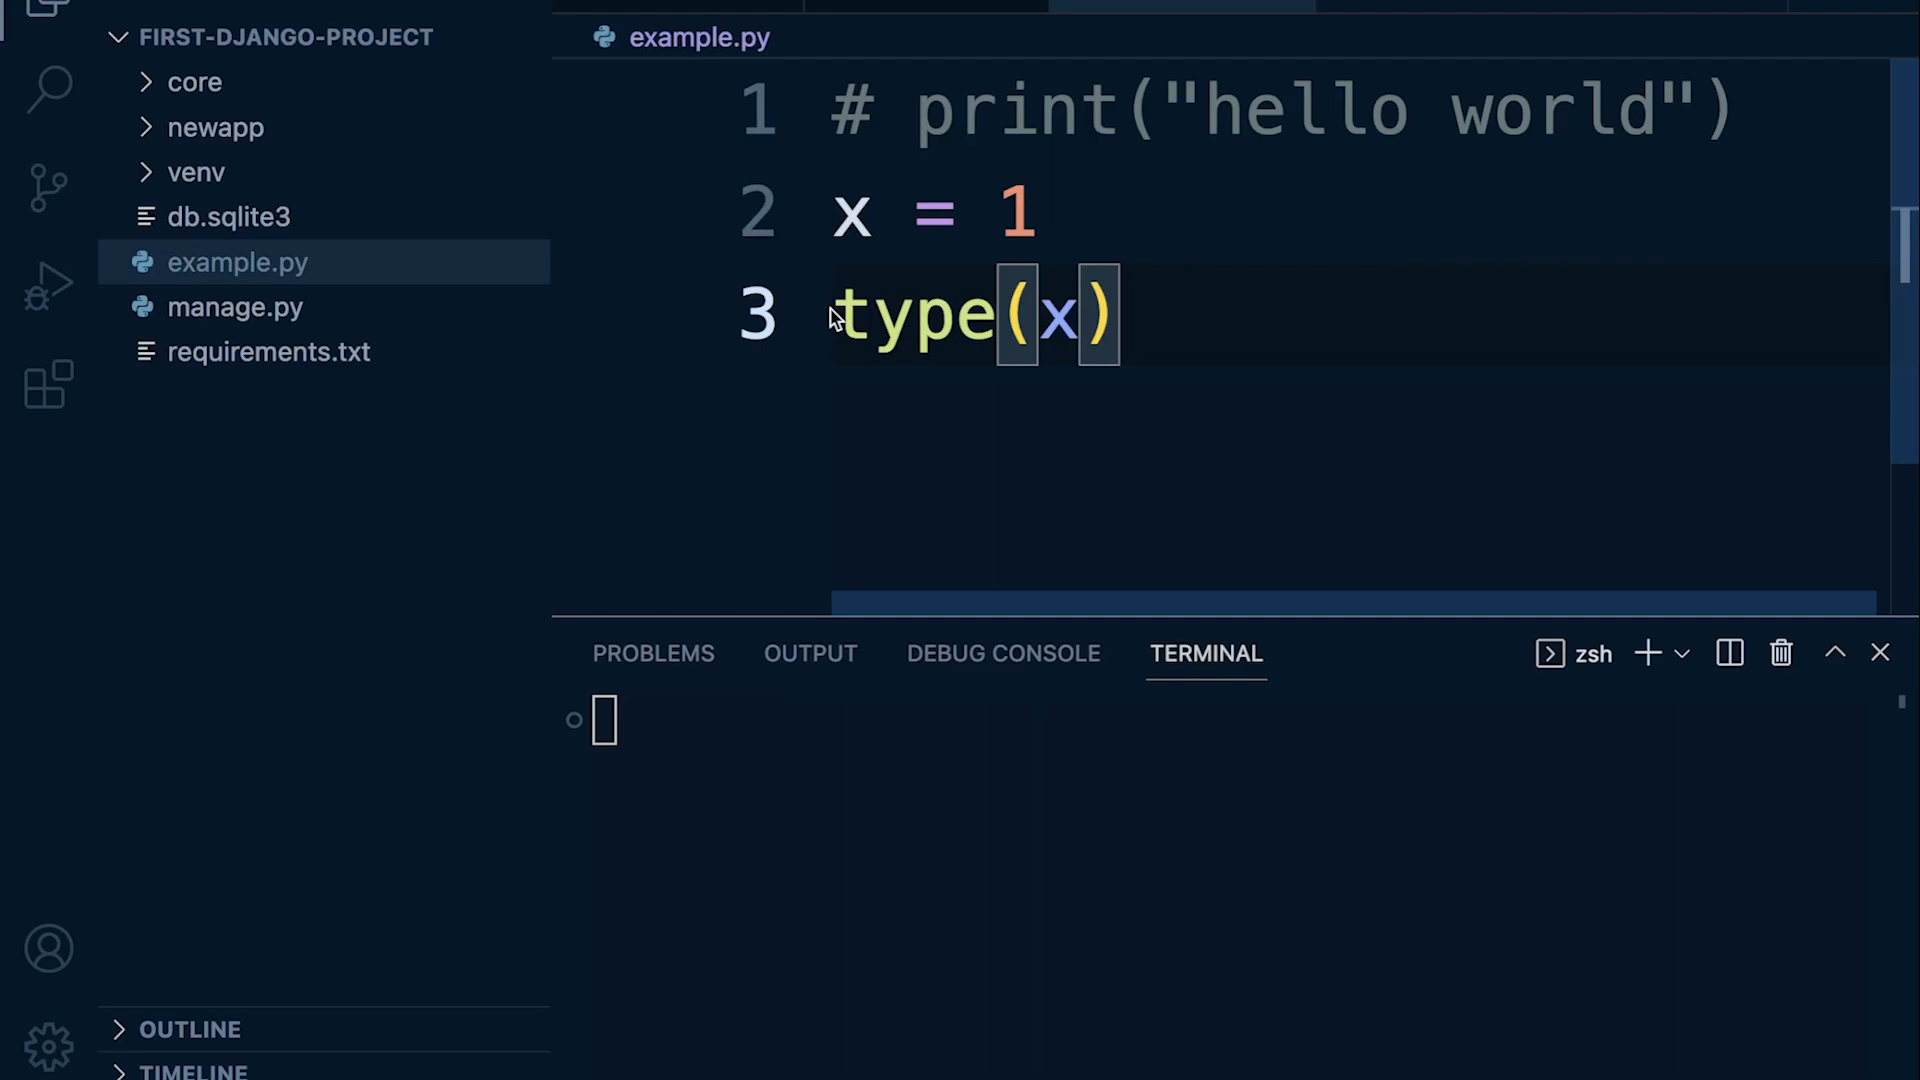 FIRST-DJANGO-PROJECT
core
newapp
venv
db.sqlite3
example.py
manage.py
requirements.txt
OUTLINE
TIMELINE
example.py
1 # print("hello world")
2 x = 1
3 type(x)
PROBLEMS OUTPUT DEBUG CONSOLE TERMINAL zsh